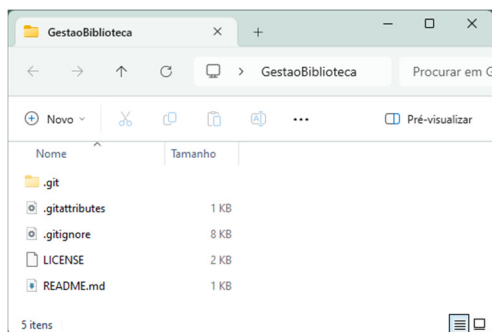 GestaoBiblioteca
GestaoBiblioteca Procurar em G
Novo Pré-visualizar
Nome Tamanho
.git
.gitattributes 1 KB
.gitignore 8 KB
LICENSE 2 KB
README.md 1 KB
5 itens